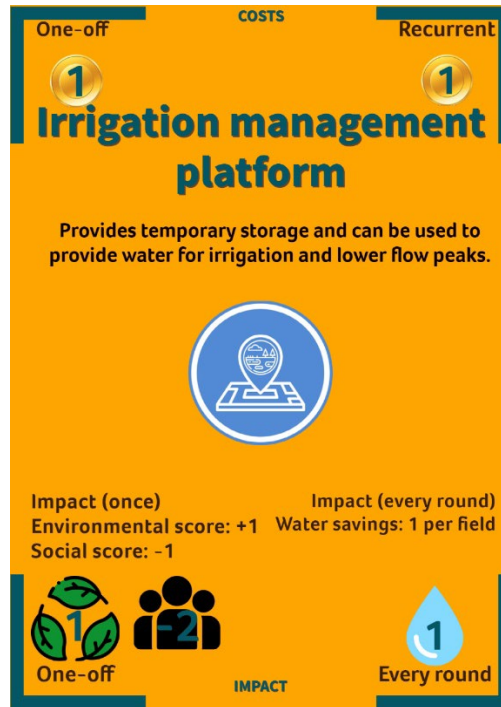 COSTS
One-off Recurrent
1 1
Irrigation management
platform
Provides temporary storage and can be used to
provide water for irrigation and lower flow peaks.
Impact (once)
Environmental score: +1
Social score: -1
Impact (every round)
Water savings: 1 per field
1 -2 1
One-off Every round
IMPACT